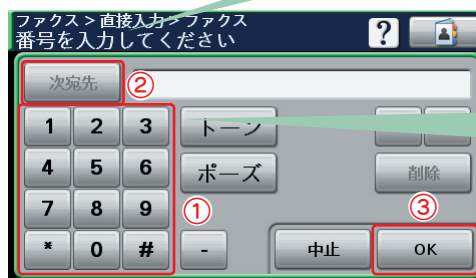 ファクス > 直接入力 > ファクス
番号を入力してください
?
次宛先 ②
1 2 3 トーン
4 5 6 ポーズ 削除
7 8 9 ① ③
* 0 # - 中止 OK